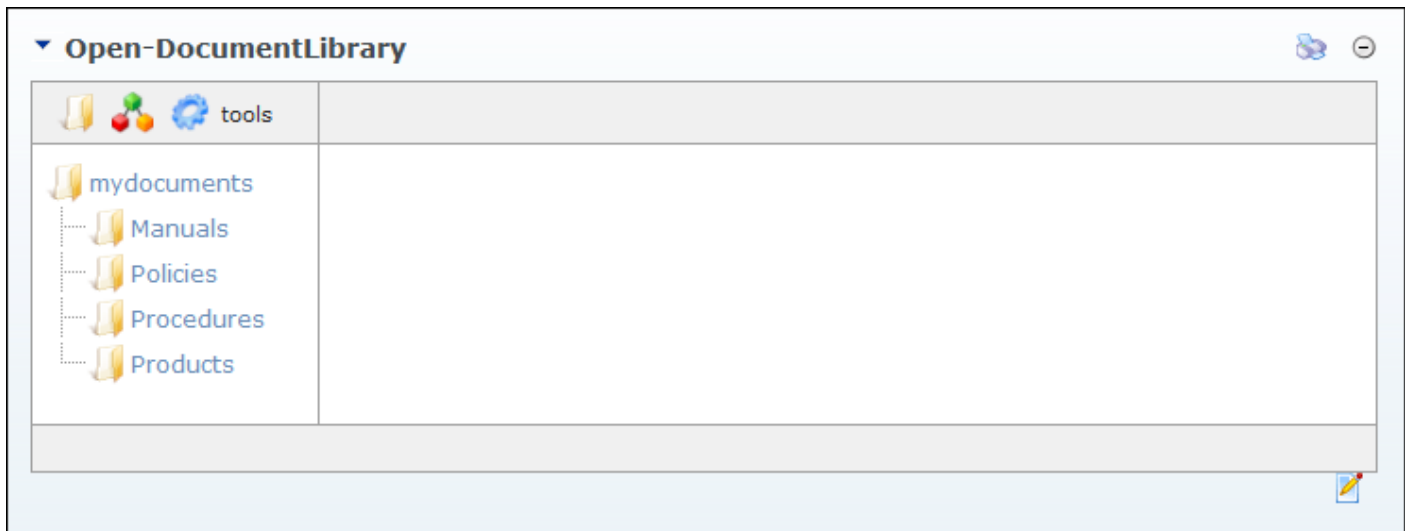 Open-DocumentLibrary
tools
mydocuments
Manuals
Policies
Procedures
Products